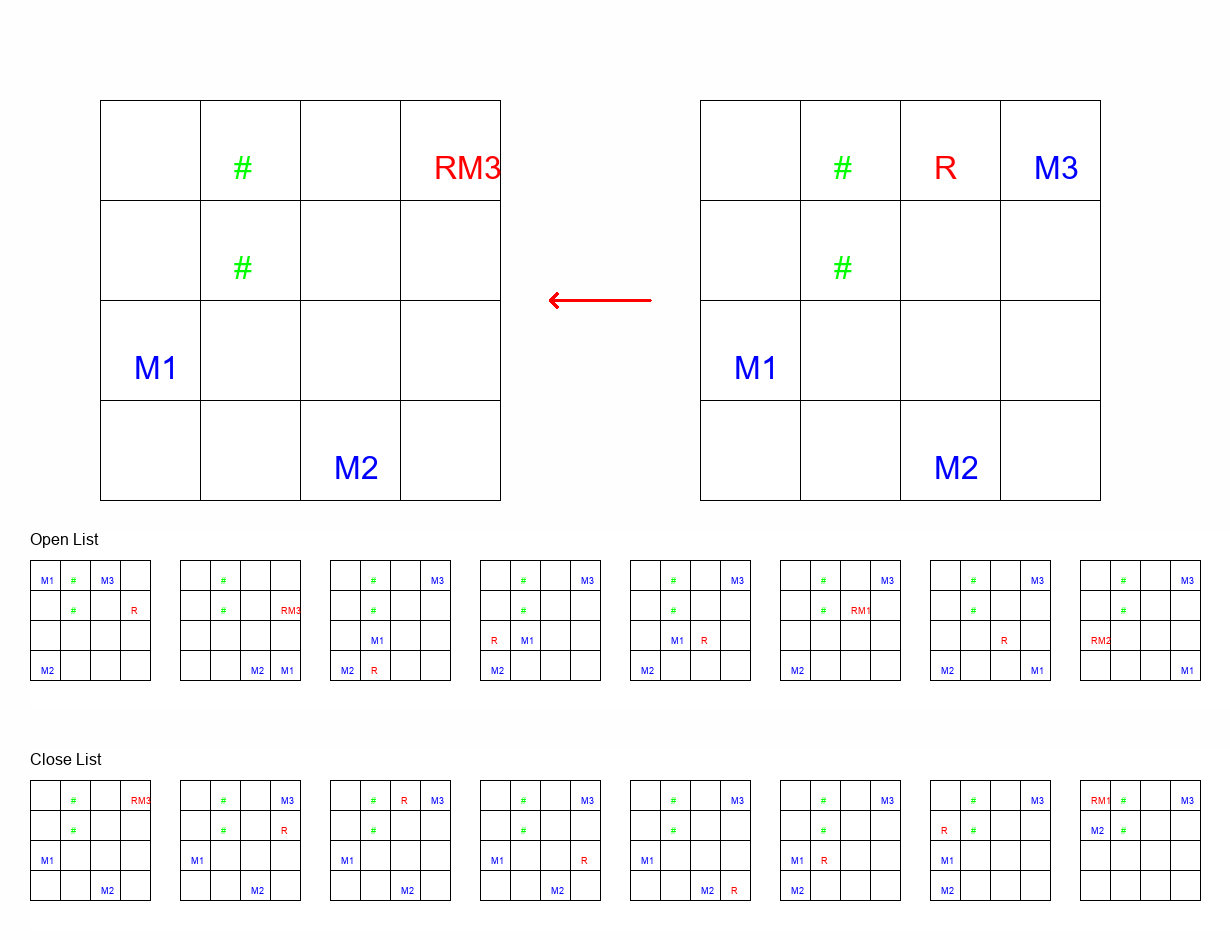 # RM3 # R M3
# #
M1 M1
M2 M2
Open List
M1 # M3 # # M3 # M3 # M3 # M3 # M3 # M3
# R # RM3 # # # # RM1 # #
M1 R M1 M1 R R RM2
M2 M2 M1 M2 R M2 M2 M2 M2 M1 M1
Close List
# RM3 # M3 # R M3 # M3 # M3 # M3 # M3 RM1 # M3
# # R # # # # R # M2 #
M1 M1 M1 M1 R M1 M1 R M1
M2 M2 M2 M2 M2 R M2 M2